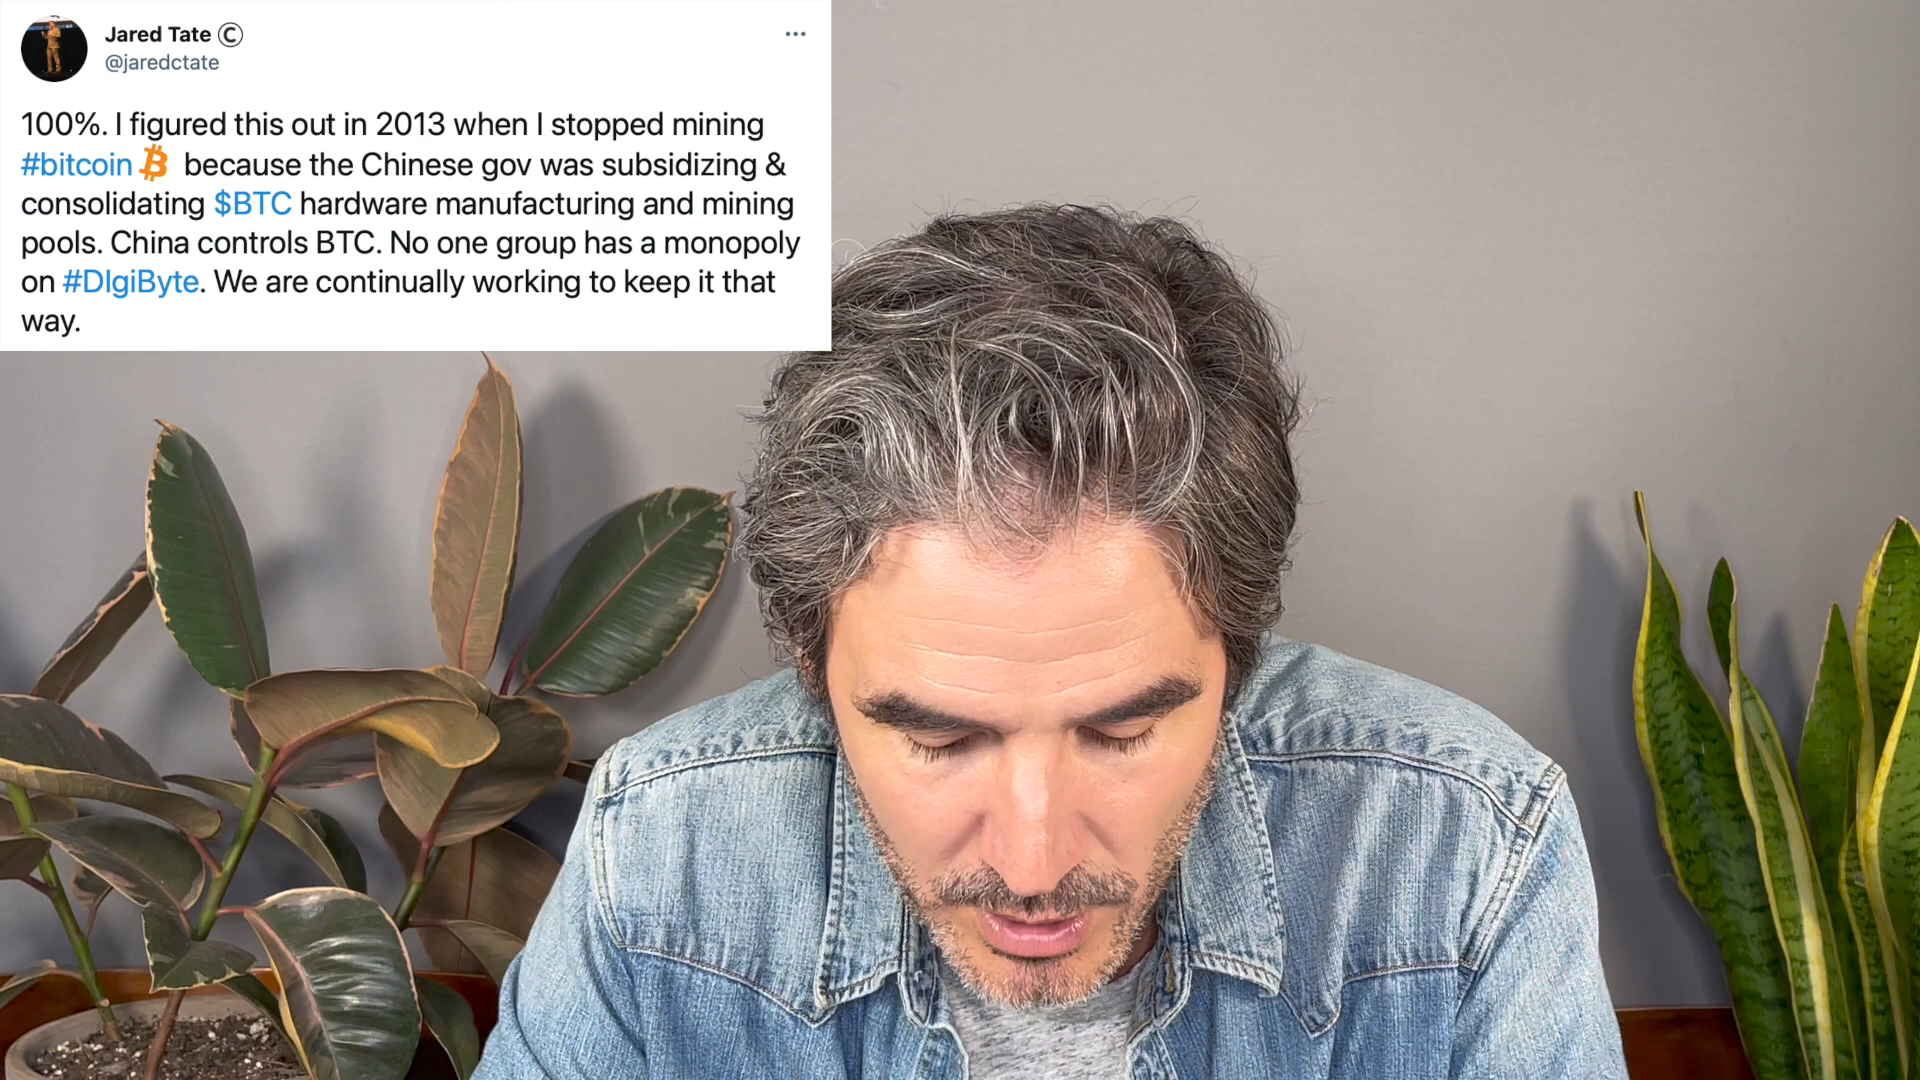 Jared Tate Ⓒ
@jaredctate
100%. I figured this out in 2013 when I stopped mining
#bitcoin because the Chinese gov was subsidizing &
consolidating $BTC hardware manufacturing and mining
pools. China controls BTC. No one group has a monopoly
on #DIgiByte. We are continually working to keep it that
way.